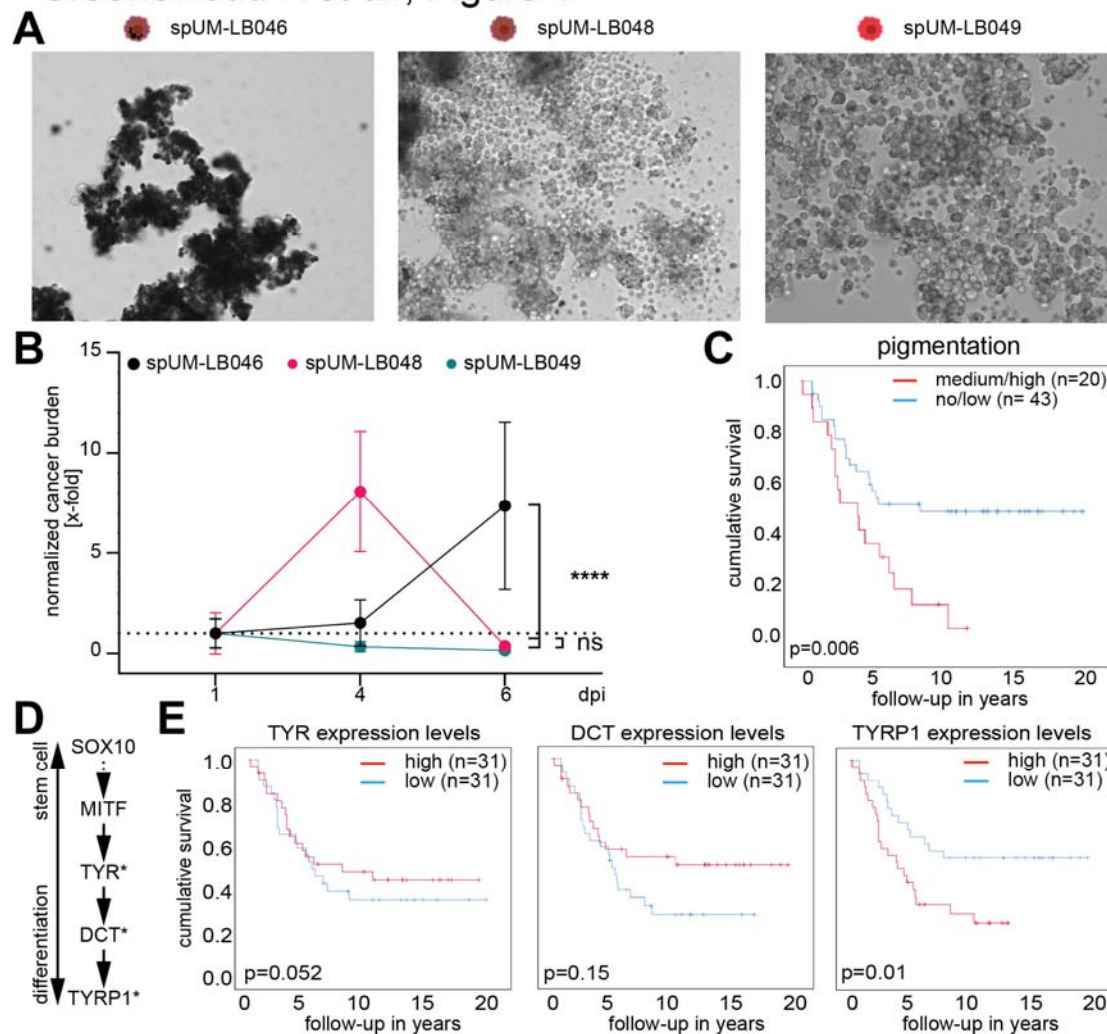 A
spUM-LB046
spUM-LB048
spUM-LB049
B
spUM-LB046
spUM-LB048
spUM-LB049
normalized cancer burden
[x-fold]
15
10
5
0
****
ns
1
4
6
dpi
C
pigmentation
medium/high (n=20)
no/low (n= 43)
cumulative survival
1.0
0.8
0.6
0.4
0.2
0.0
p=0.006
0
5
10
15
20
follow-up in years
D
stem cell
differentiation
SOX10
MITF
TYR*
DCT*
TYRP1*
E
TYR expression levels
high (n=31)
low (n=31)
cumulative survival
1.0
0.8
0.6
0.4
0.2
0.0
p=0.052
0
5
10
15
20
follow-up in years
DCT expression levels
high (n=31)
low (n=31)
p=0.15
0
5
10
15
20
follow-up in years
TYRP1 expression levels
high (n=31)
low (n=31)
p=0.01
0
5
10
15
20
follow-up in years